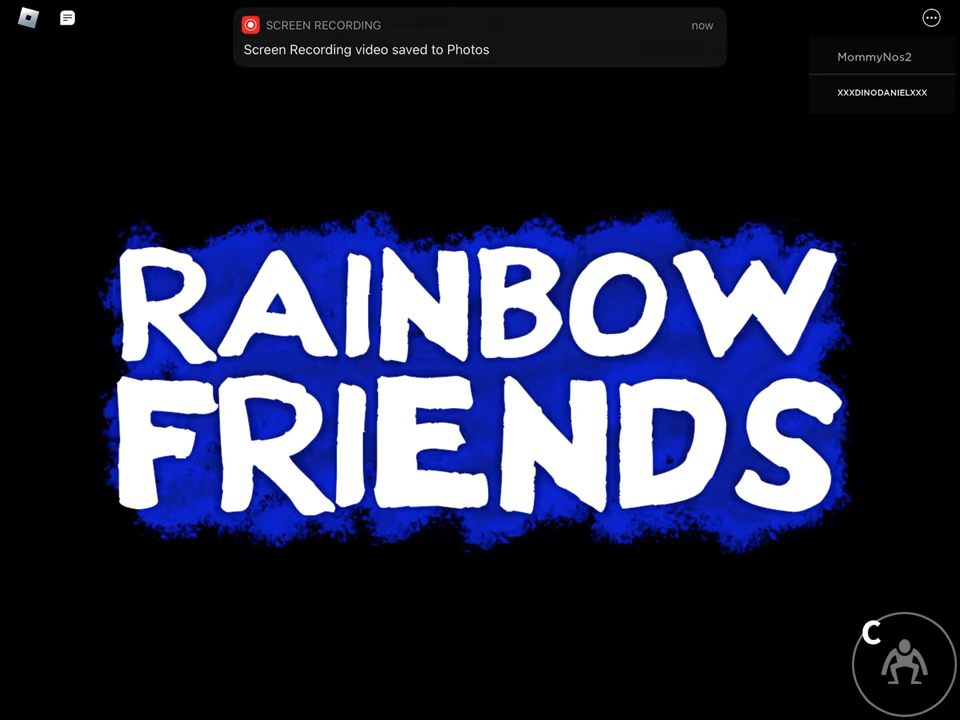 SCREEN RECORDING
now
Screen Recording video saved to Photos
MommyNos2
XXXDINODANIELXXX
RAINBOW
FRIENDS
C